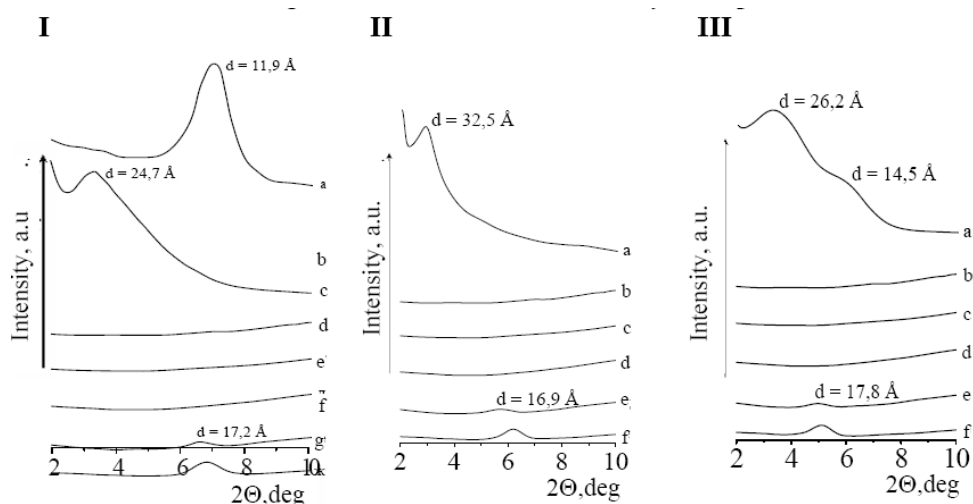 I
d = 11,9 Å
d = 24,7 Å
a
b
c
d
e
f
d = 17,2 Å
g
Intensity, a.u.
2 4 6 8 10
2Θ,deg
II
d = 32,5 Å
a
b
c
d
d = 16,9 Å
e
f
Intensity, a.u.
2 4 6 8 10
2Θ,deg
III
d = 26,2 Å
d = 14,5 Å
a
b
c
d
d = 17,8 Å
e
f
Intensity, a.u.
2 4 6 8 10
2Θ,deg